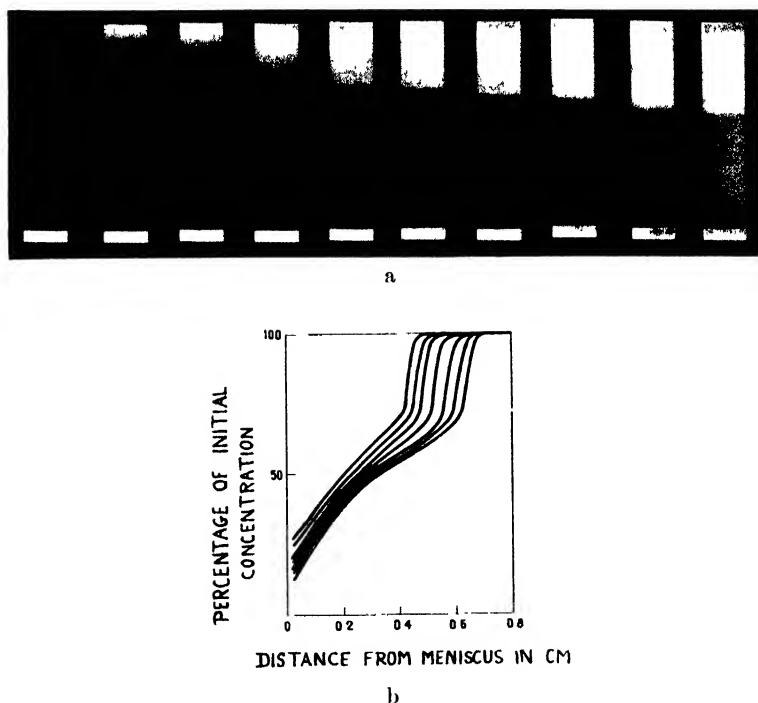 a
100
50
0
0 2
0 4
0 6
0 8
PERCENTAGE OF INITIAL
CONCENTRATION
DISTANCE FROM MENISCUS IN CM
b